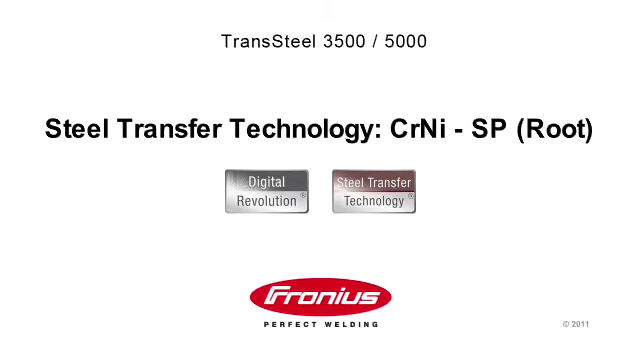 TransSteel 3500 / 5000
Steel Transfer Technology: CrNi - SP (Root)
Digital
Revolution ®
Steel Transfer
Technology ®
Fronius
PERFECT WELDING
© 2011